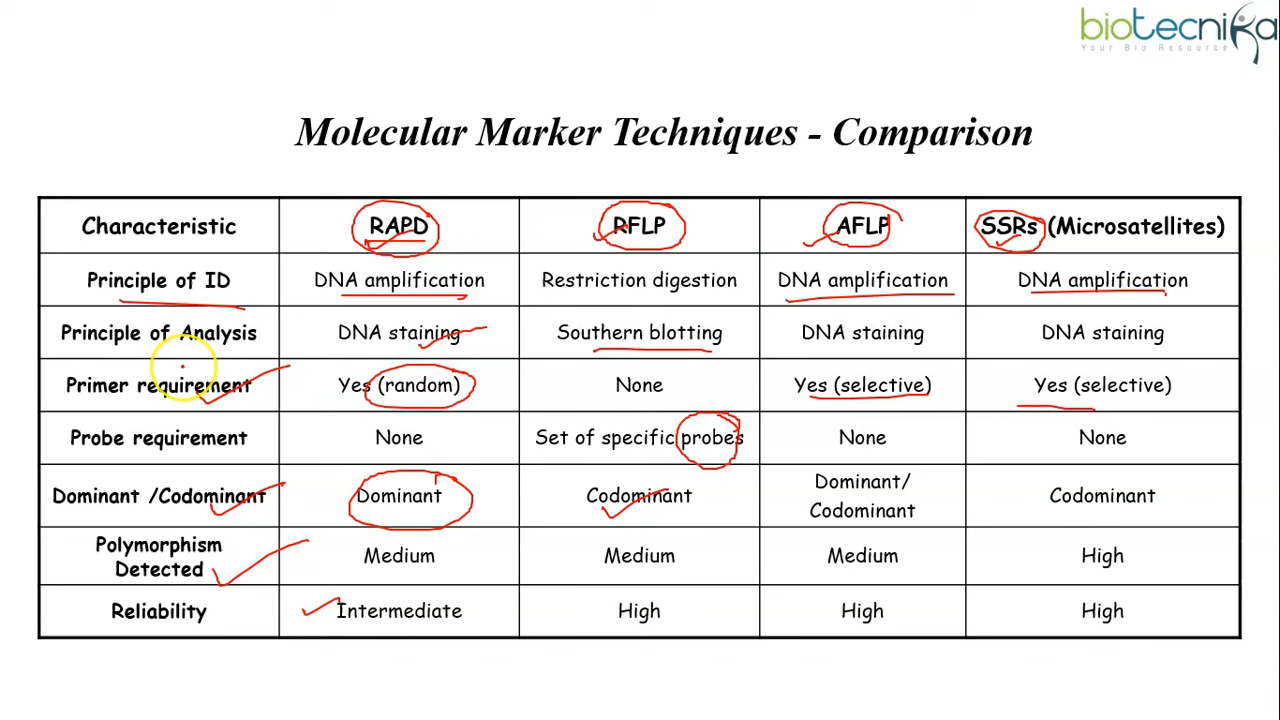 biotecnika
Your Bio Resource
Molecular Marker Techniques - Comparison
Characteristic RAPD RFLP AFLP SSRs (Microsatellites)
Principle of ID DNA amplification Restriction digestion DNA amplification DNA amplification
Principle of Analysis DNA staining Southern blotting DNA staining DNA staining
Primer requirement Yes (random) None Yes (selective) Yes (selective)
Probe requirement None Set of specific probes None None
Dominant /Codominant Dominant Codominant Dominant/
Codominant Codominant
Polymorphism
Detected Medium Medium Medium High
Reliability Intermediate High High High